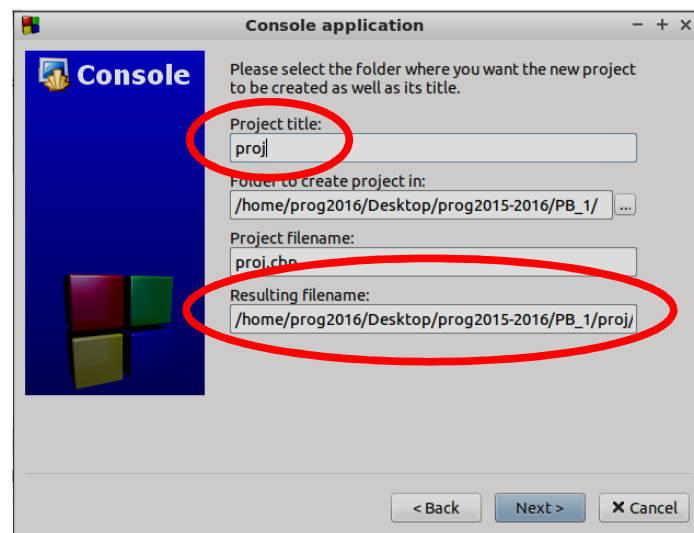 Console application
Console
Please select the folder where you want the new project
to be created as well as its title.
Project title:
proj
Folder to create project in:
/home/prog2016/Desktop/prog2015-2016/PB_1/
...
Project filename:
proj.cbp
Resulting filename:
/home/prog2016/Desktop/prog2015-2016/PB_1/proj/
< Back
Next >
Cancel